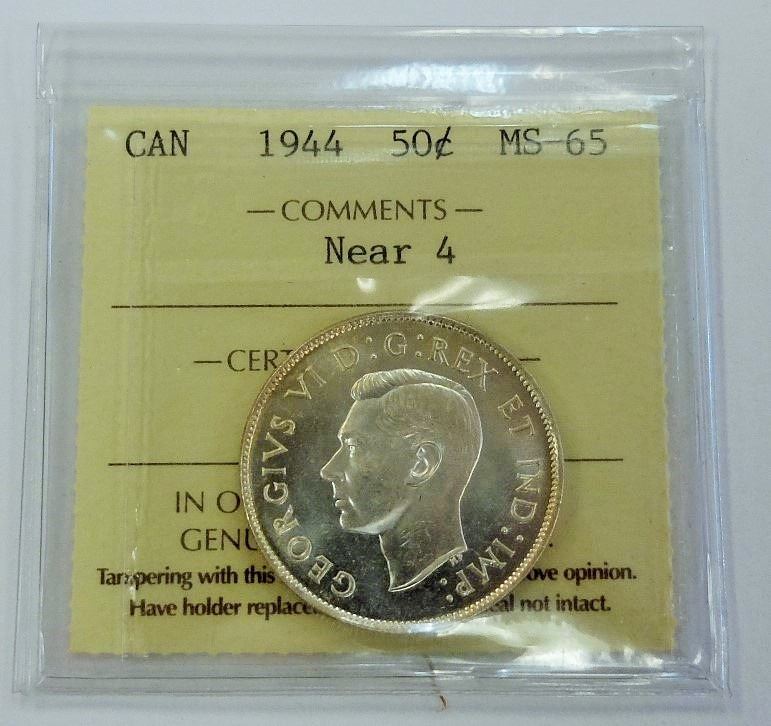 CAN 1944 50¢ MS-65
— COMMENTS —
Near 4
IN O
Tampering with this ove opinion.
Have holder replace al not intact.
GEORGIVS VI D:G:REX ET IND:IMP: